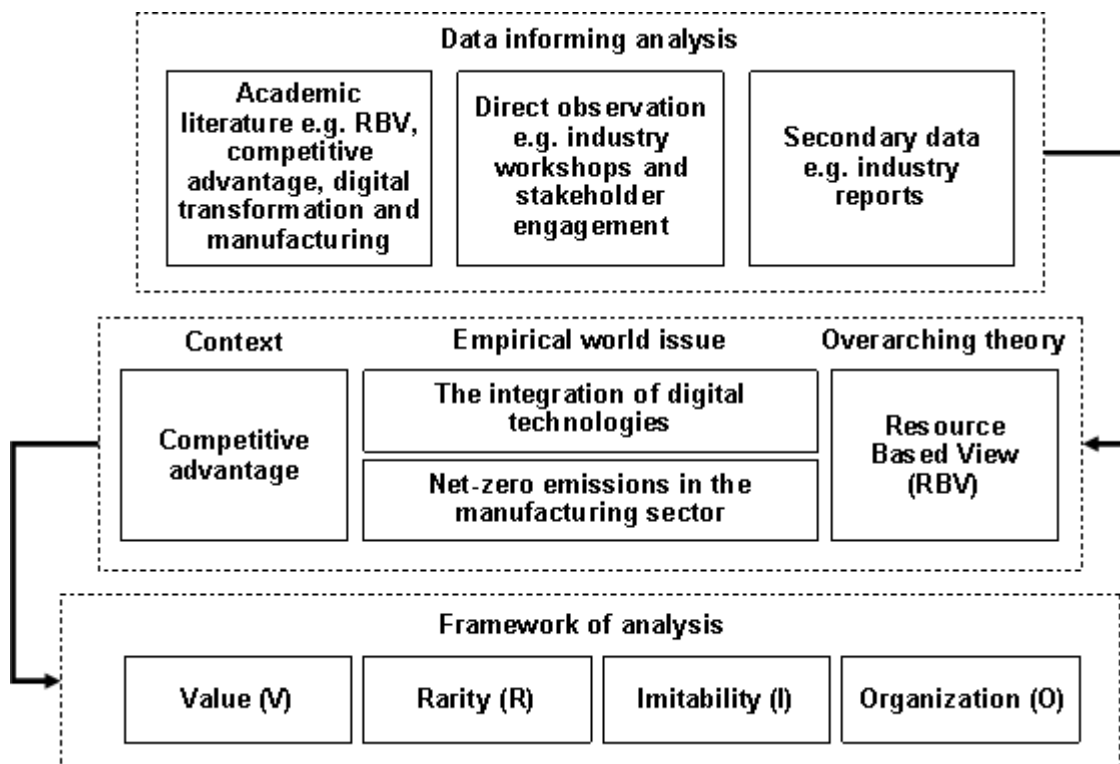 Data informing analysis
Academic
literature e.g. RBV,
competitive
advantage, digital
transformation and
manufacturing
Direct observation
e.g. industry
workshops and
stakeholder
engagement
Secondary data
e.g. industry
reports
Context
Empirical world issue
Overarching theory
Competitive
advantage
The integration of digital
technologies
Net-zero emissions in the
manufacturing sector
Resource
Based View
(RBV)
Framework of analysis
Value (V)
Rarity (R)
Imitability (I)
Organization (O)